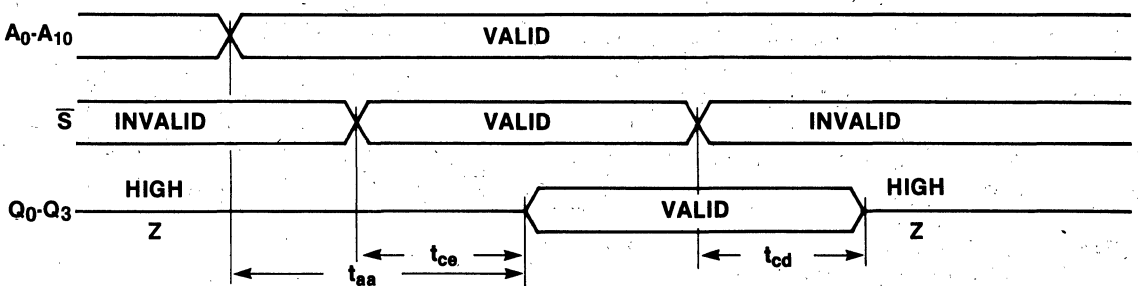 A0-A10 VALID
S̅ INVALID VALID INVALID
HIGH HIGH
Q0-Q3 VALID
Z Z
tce tcd
taa